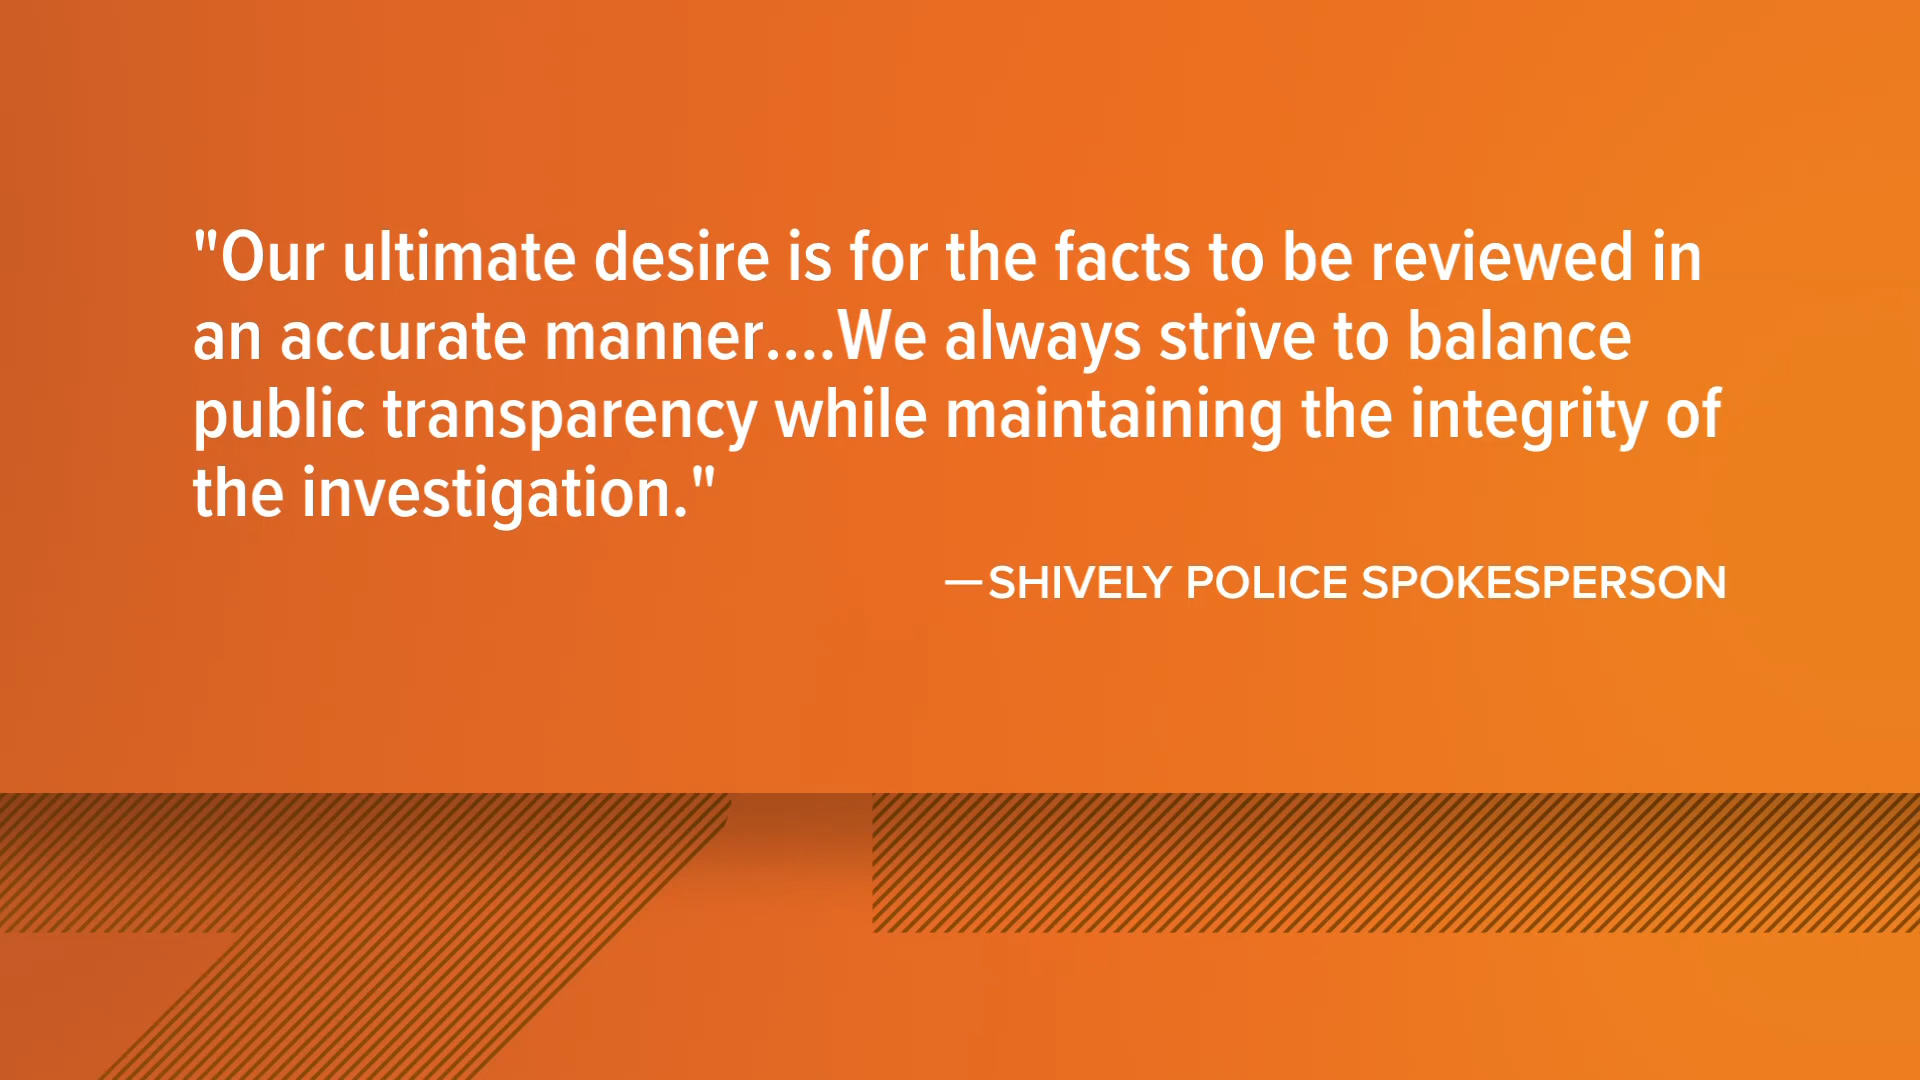 "Our ultimate desire is for the facts to be reviewed in
an accurate manner....We always strive to balance
public transparency while maintaining the integrity of
the investigation."
—SHIVELY POLICE SPOKESPERSON